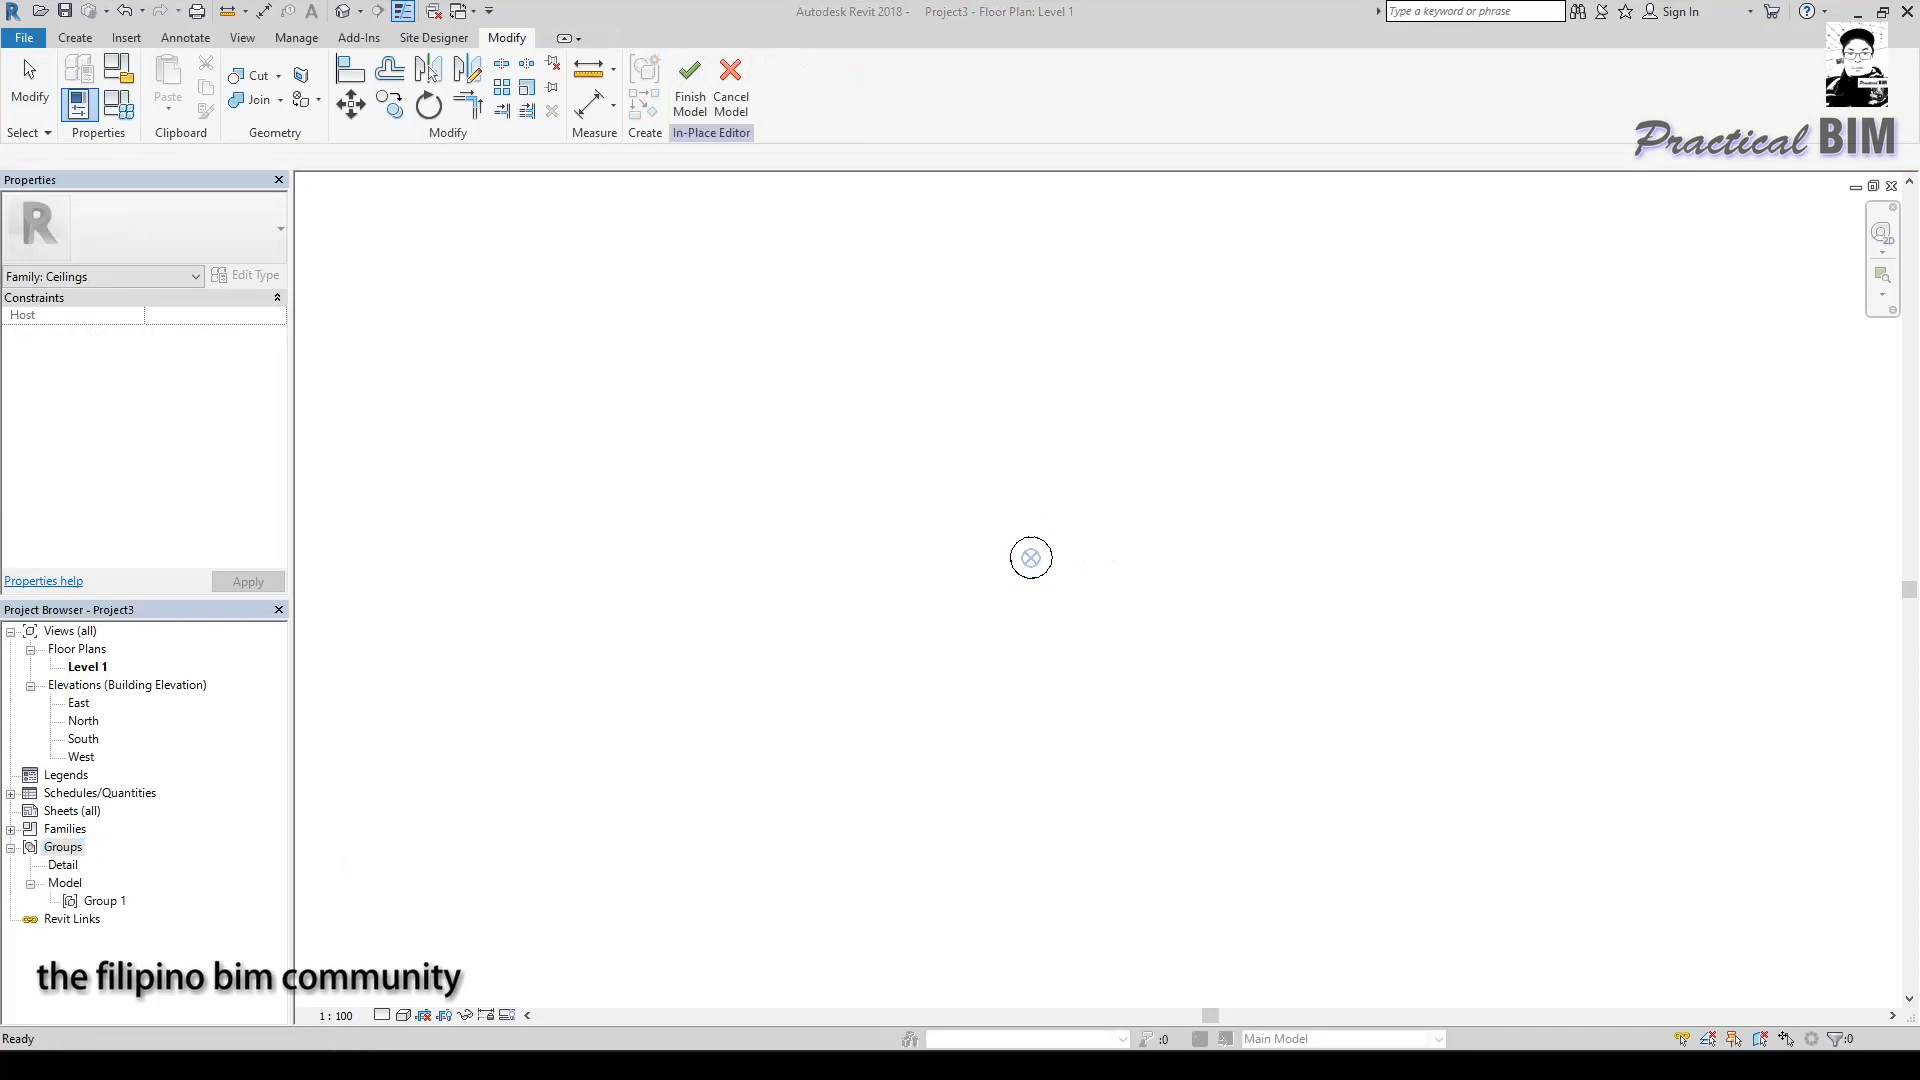 Autodesk Revit 2018 - Project3 - Floor Plan: Level 1
Type a keyword or phrase
Sign In
File Create Insert Annotate View Manage Add-Ins Site Designer Modify
Modify
Paste
Cut
Join
Finish Model
Cancel Model
Select Properties Clipboard Geometry Modify Measure Create In-Place Editor
Practical BIM
Properties
R
Family: Ceilings
Edit Type
Constraints
Host
Properties help
Apply
Project Browser - Project3
Views (all)
Floor Plans
Level 1
Elevations (Building Elevation)
East
North
South
West
Legends
Schedules/Quantities
Sheets (all)
Families
Groups
Detail
Model
Group 1
Revit Links
2D
the filipino bim community
1 : 100
Ready
:0
Main Model
:0